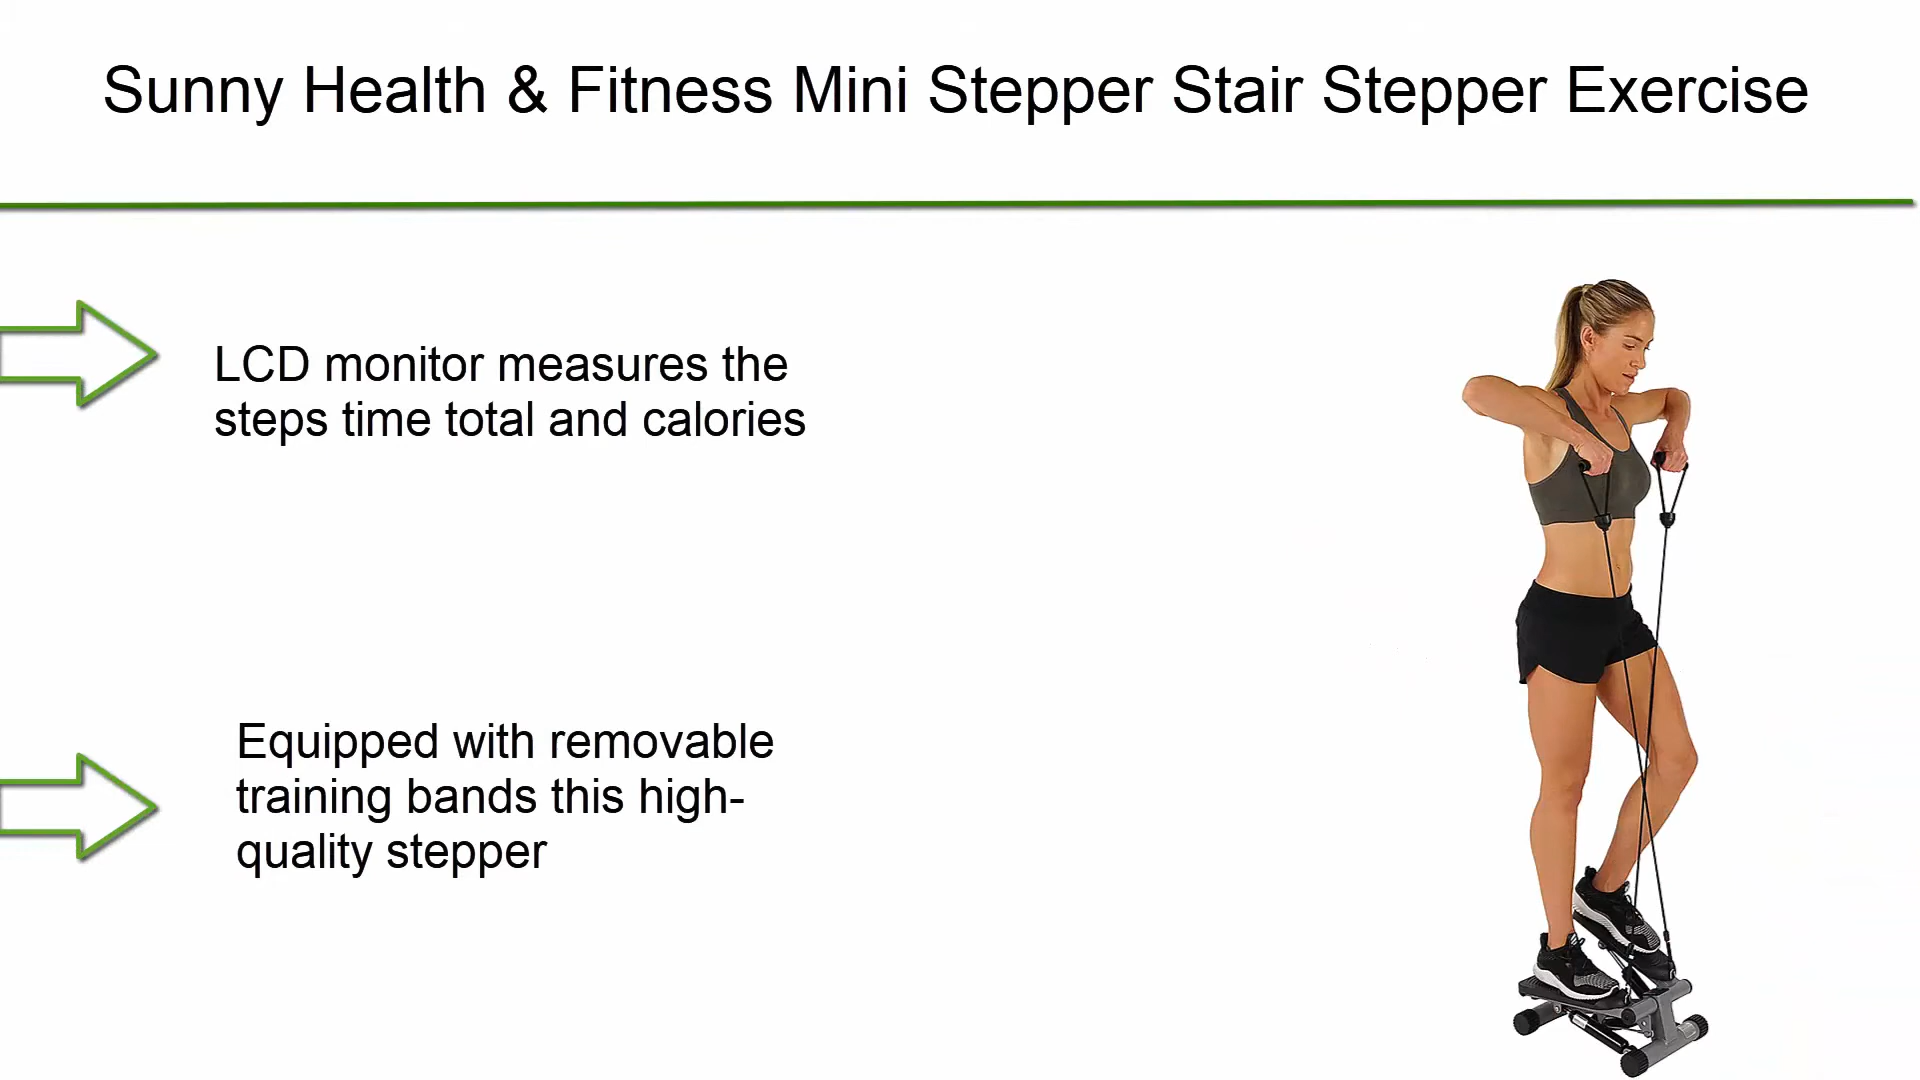 Sunny Health & Fitness Mini Stepper Stair Stepper Exercise
LCD monitor measures the
steps time total and calories
Equipped with removable
training bands this high-
quality stepper